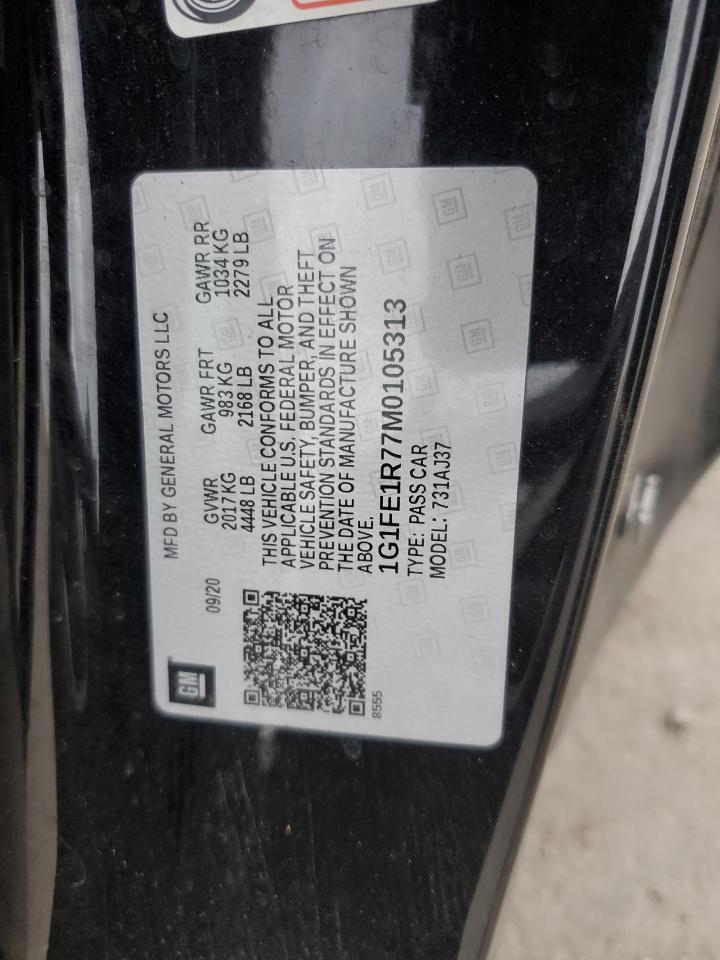 GM
MFD BY GENERAL MOTORS LLC
09/20
GVWR GAWR FRT GAWR RR
2017 KG 983 KG 1034 KG
4448 LB 2168 LB 2279 LB
THIS VEHICLE CONFORMS TO ALL
APPLICABLE U.S. FEDERAL MOTOR
VEHICLE SAFETY, BUMPER, AND THEFT
PREVENTION STANDARDS IN EFFECT ON
THE DATE OF MANUFACTURE SHOWN
ABOVE.
8555
1G1FE1R77M0105313
TYPE: PASS CAR
MODEL: 731AJ37